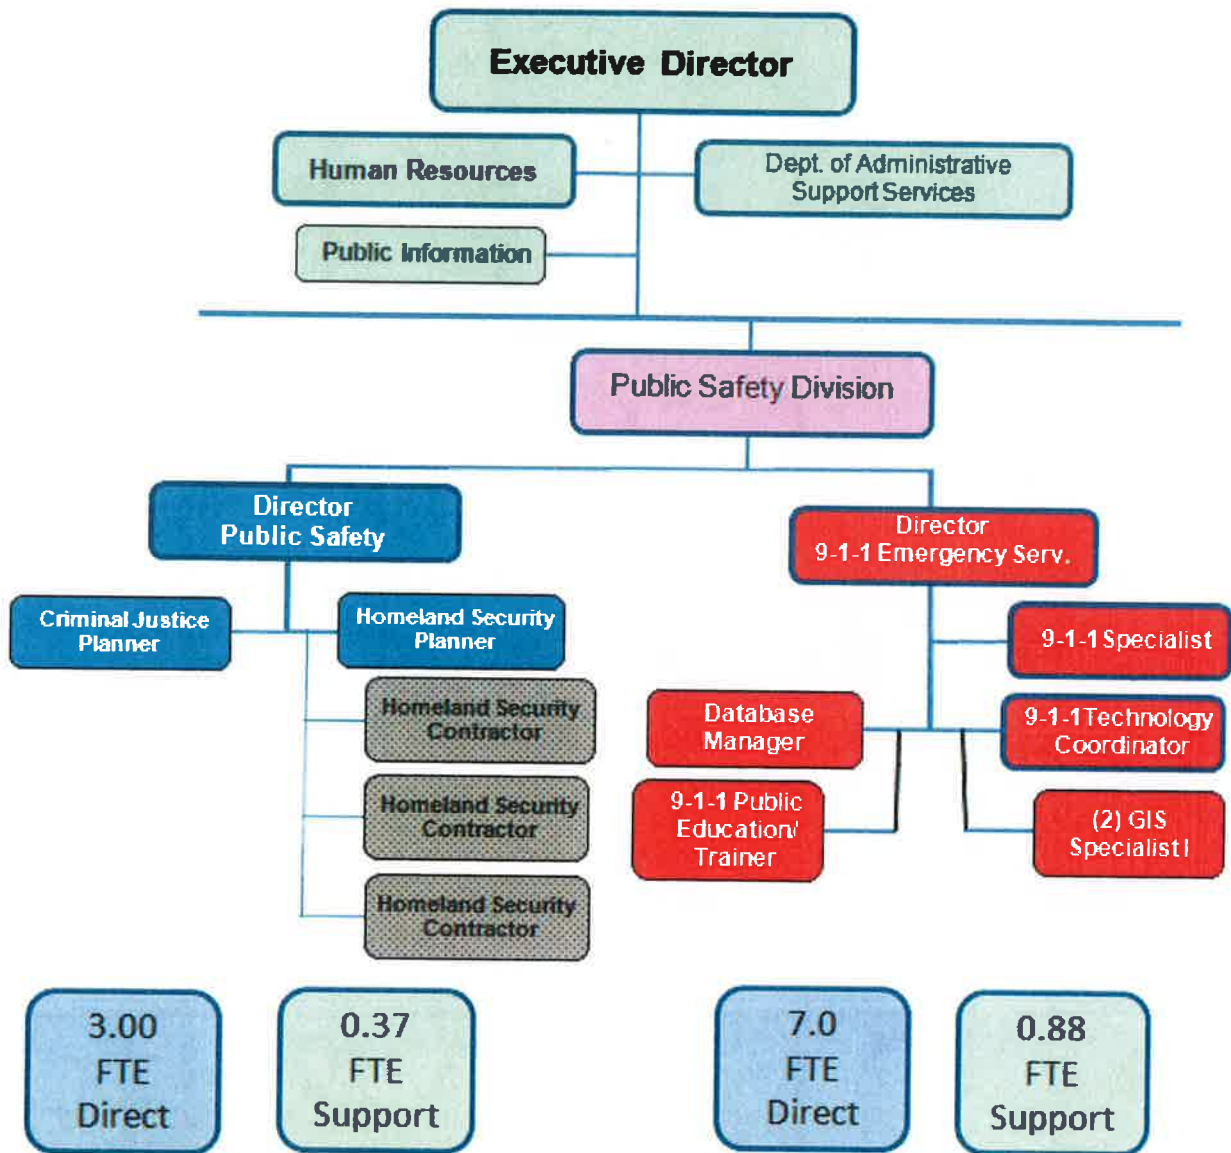 Executive Director
Human Resources
Dept. of Administrative
Support Services
Public Information
Public Safety Division
Director
Public Safety
Director
9-1-1 Emergency Serv.
Criminal Justice
Planner
Homeland Security
Planner
9-1-1 Specialist
Homeland Security
Contractor
Database
Manager
9-1-1 Technology
Coordinator
Homeland Security
Contractor
9-1-1 Public
Education/
Trainer
(2) GIS
Specialist I
Homeland Security
Contractor
3.00
FTE
Direct
0.37
FTE
Support
7.0
FTE
Direct
0.88
FTE
Support